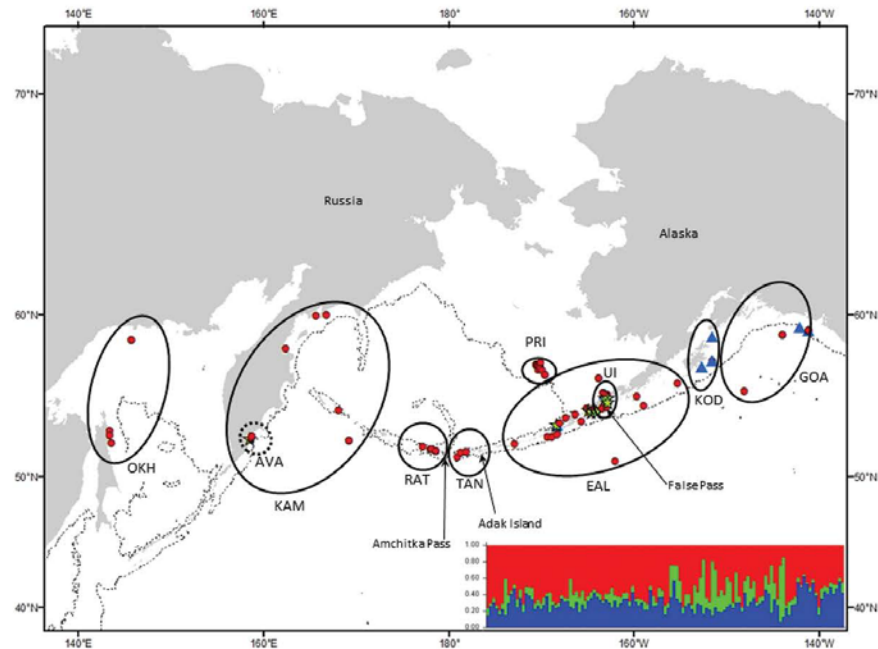 140°E 160°E 180° 160°W 140°W
70°N 70°N
Russia
Alaska
60°N 60°N
PRI
UI
GOA
KOD
OKH
AVA
RAT TAN
EAL
False Pass
KAM
50°N 50°N
Adak Island
Amchitka Pass
1.00
0.80
0.60
0.40
0.20
0.00
40°N 40°N
140°E 160°E 180° 160°W 140°W